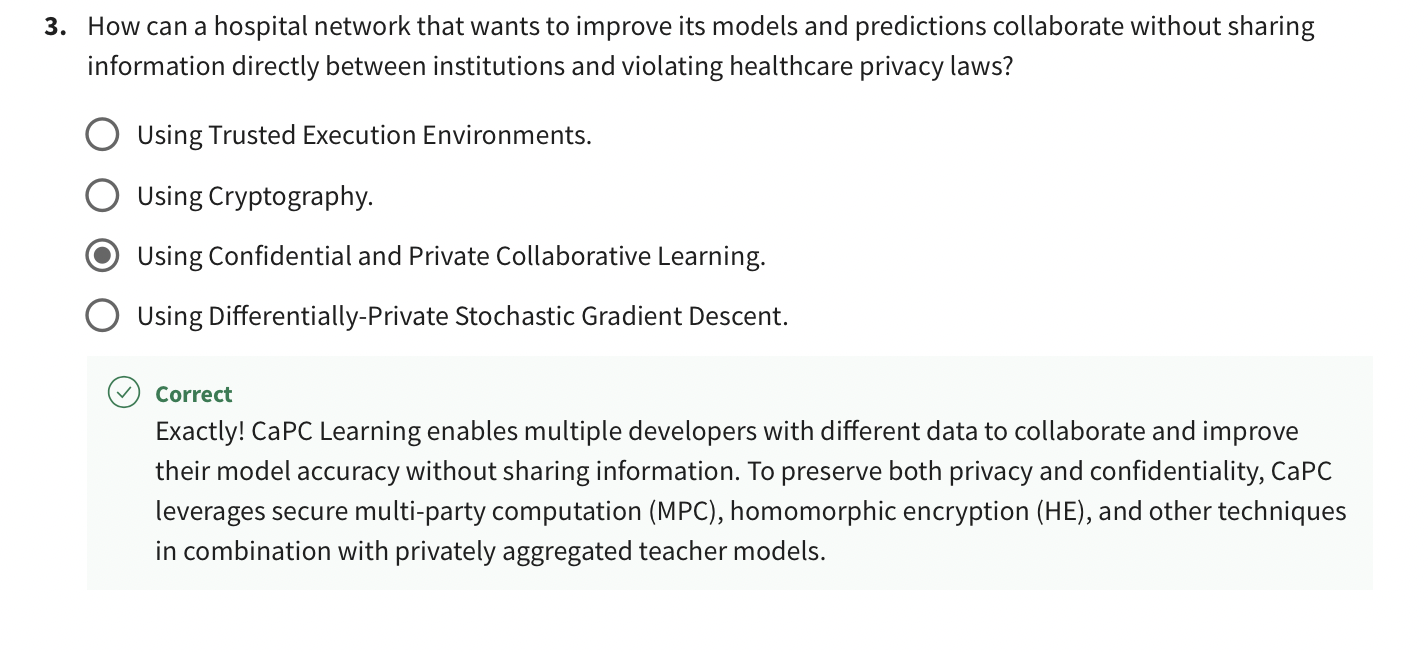 3. How can a hospital network that wants to improve its models and predictions collaborate without sharing
information directly between institutions and violating healthcare privacy laws?
Using Trusted Execution Environments.
Using Cryptography.
Using Confidential and Private Collaborative Learning.
Using Differentially-Private Stochastic Gradient Descent.
Correct
Exactly! CaPC Learning enables multiple developers with different data to collaborate and improve
their model accuracy without sharing information. To preserve both privacy and confidentiality, CaPC
leverages secure multi-party computation (MPC), homomorphic encryption (HE), and other techniques
in combination with privately aggregated teacher models.